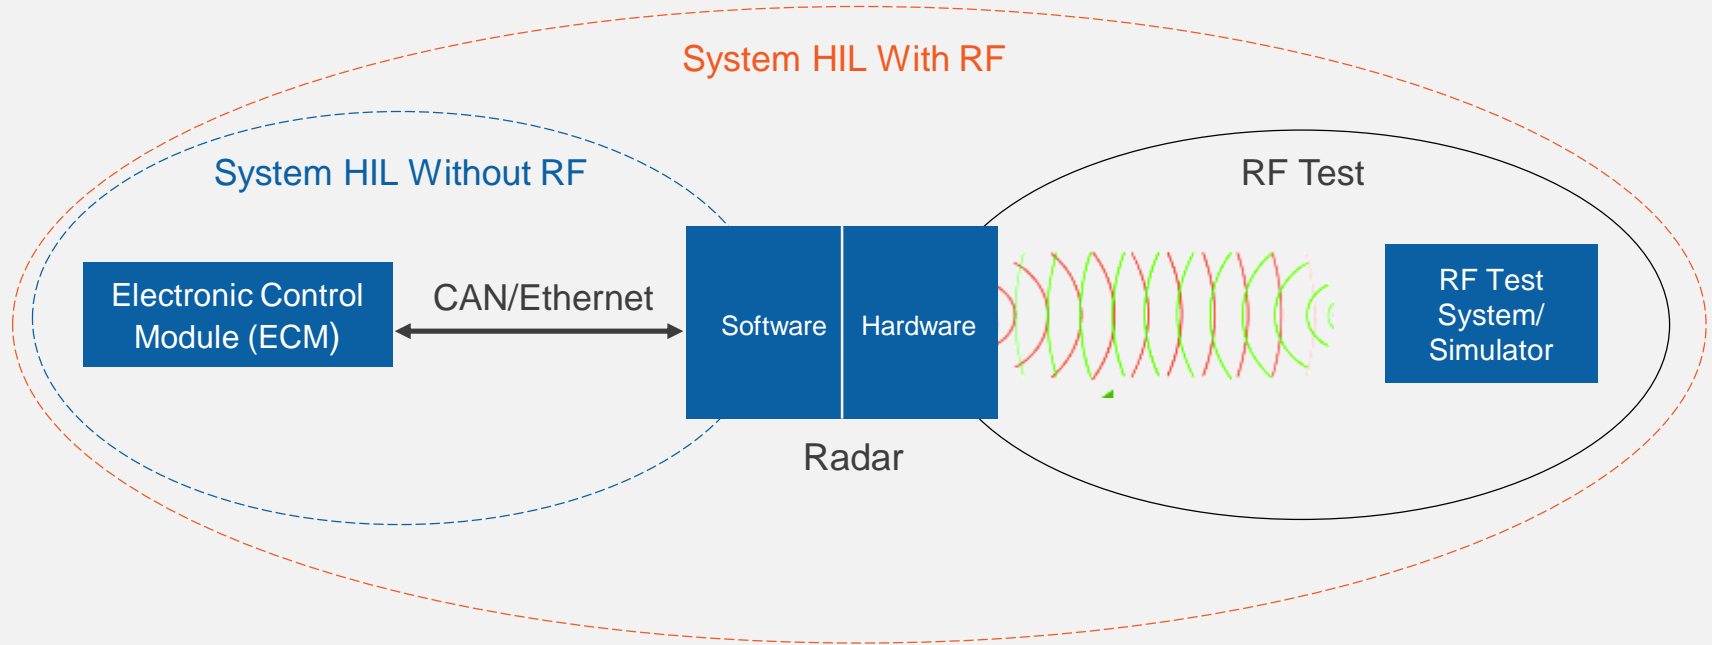 System HIL With RF
System HIL Without RF
RF Test
Electronic Control
Module (ECM)
CAN/Ethernet
Software
Hardware
RF Test
System/
Simulator
Radar